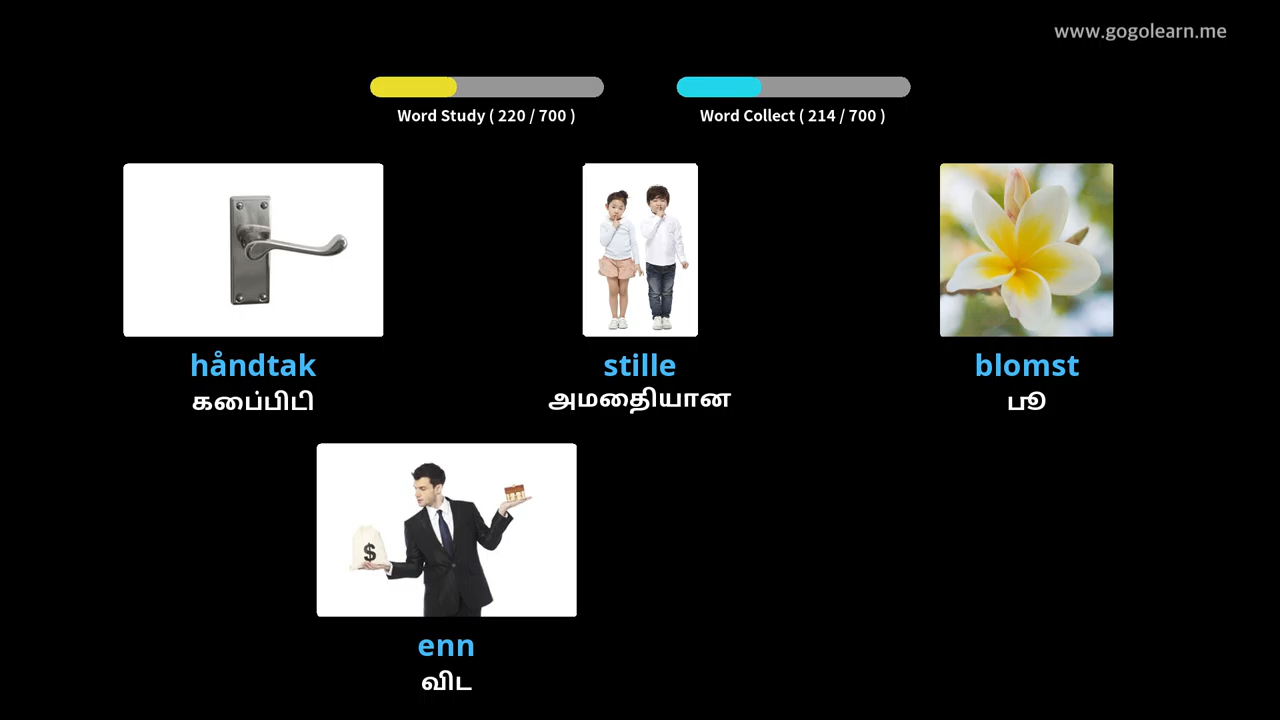 www.gogolearn.me
Word Study ( 220 / 700 )
Word Collect ( 214 / 700 )
håndtak
கைப்பிடி
stille
அமைதியான
blomst
பூ
enn
விட
$